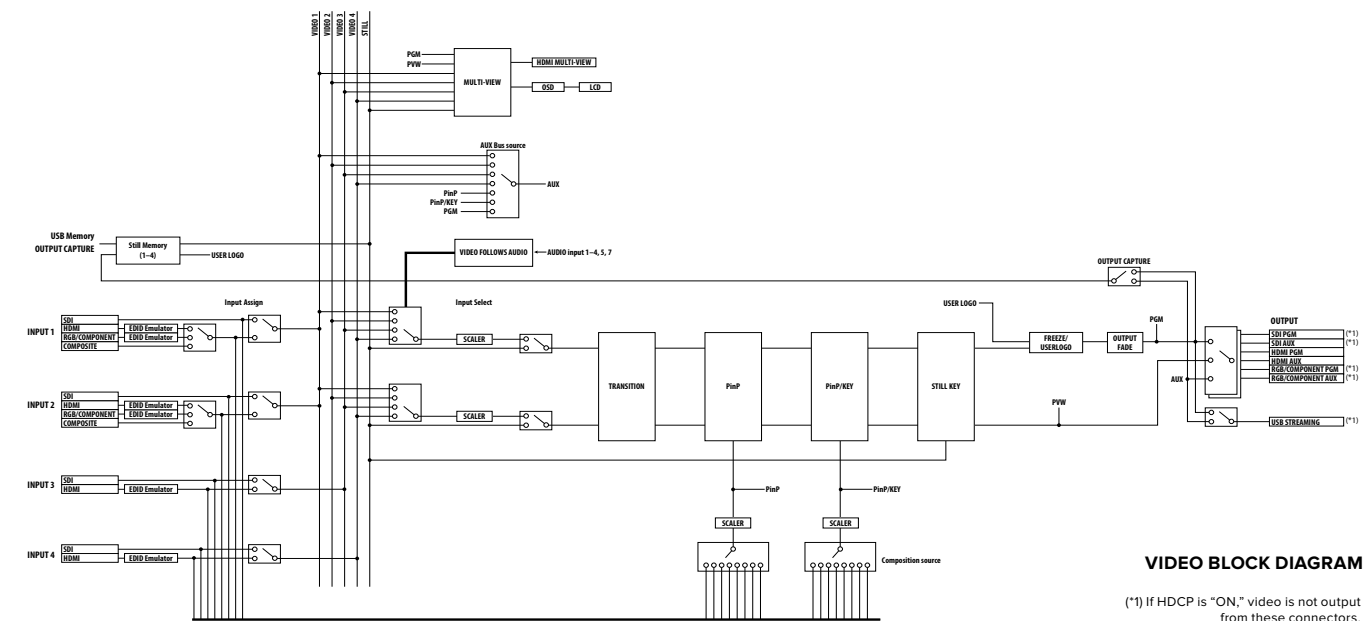 VIDEO 1
VIDEO 2
VIDEO 3
VIDEO 4
STILL
PGM
PVW
MULTI-VIEW
HDMI MULTI-VIEW
OSD
LCD
AUX Bus source
AUX
PinP
PinP/KEY
PGM
USB Memory
OUTPUT CAPTURE
Still Memory
(1–4)
USER LOGO
VIDEO FOLLOWS AUDIO
AUDIO input 1–4, 5, 7
OUTPUT CAPTURE
Input Assign
Input Select
INPUT 1
SDI
HDMI
EDID Emulator
RGB/COMPONENT
EDID Emulator
COMPOSITE
SCALER
USER LOGO
FREEZE/
USERLOGO
OUTPUT
FADE
PGM
AUX
OUTPUT
SDI PGM
(*1)
SDI AUX
(*1)
HDMI PGM
HDMI AUX
RGB/COMPONENT PGM
(*1)
RGB/COMPONENT AUX
(*1)
USB STREAMING
(*1)
TRANSITION
PinP
PinP/KEY
STILL KEY
PVW
INPUT 2
SDI
HDMI
EDID Emulator
RGB/COMPONENT
EDID Emulator
COMPOSITE
SCALER
INPUT 3
SDI
HDMI
EDID Emulator
PinP
PinP/KEY
SCALER
SCALER
INPUT 4
SDI
HDMI
EDID Emulator
Composition source
VIDEO BLOCK DIAGRAM
(*1) If HDCP is “ON,” video is not output
from these connectors.